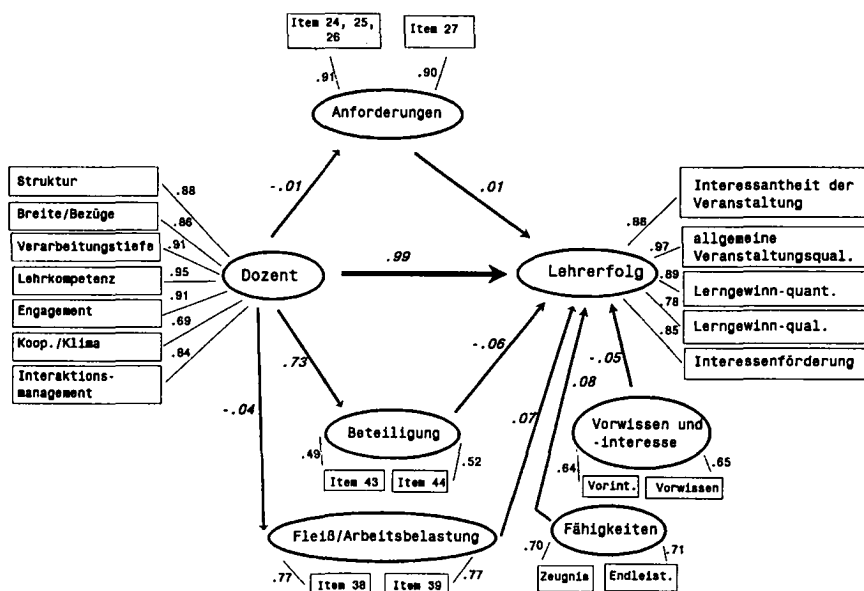 Item 24, 25,
26
Item 27
.91
.90
Anforderungen
-.01
.01
Struktur
.88
Breite/Bezüge
.86
Verarbeitungstiefe
.91
Lehrkompetenz
.95
Engagement
.91
Koop./Klima
.69
Interaktions-
management
.84
Dozent
.99
Lehrerfolg
Interessantheit der
Veranstaltung
.88
allgemeine
Veranstaltungsqual.
.97
Lerngewinn-quant.
.89
Lerngewinn-qual.
.78
Interessenförderung
.85
.73
-.06
-.04
.07
.08
-.05
Beteiligung
.49
.52
Item 43
Item 44
Vorwissen und
-interesse
.64
.65
Vorint.
Vorwissen
Fleiß/Arbeitsbelastung
.77
.77
Item 38
Item 39
Fähigkeiten
.70
.71
Zeugnis
Endleist.